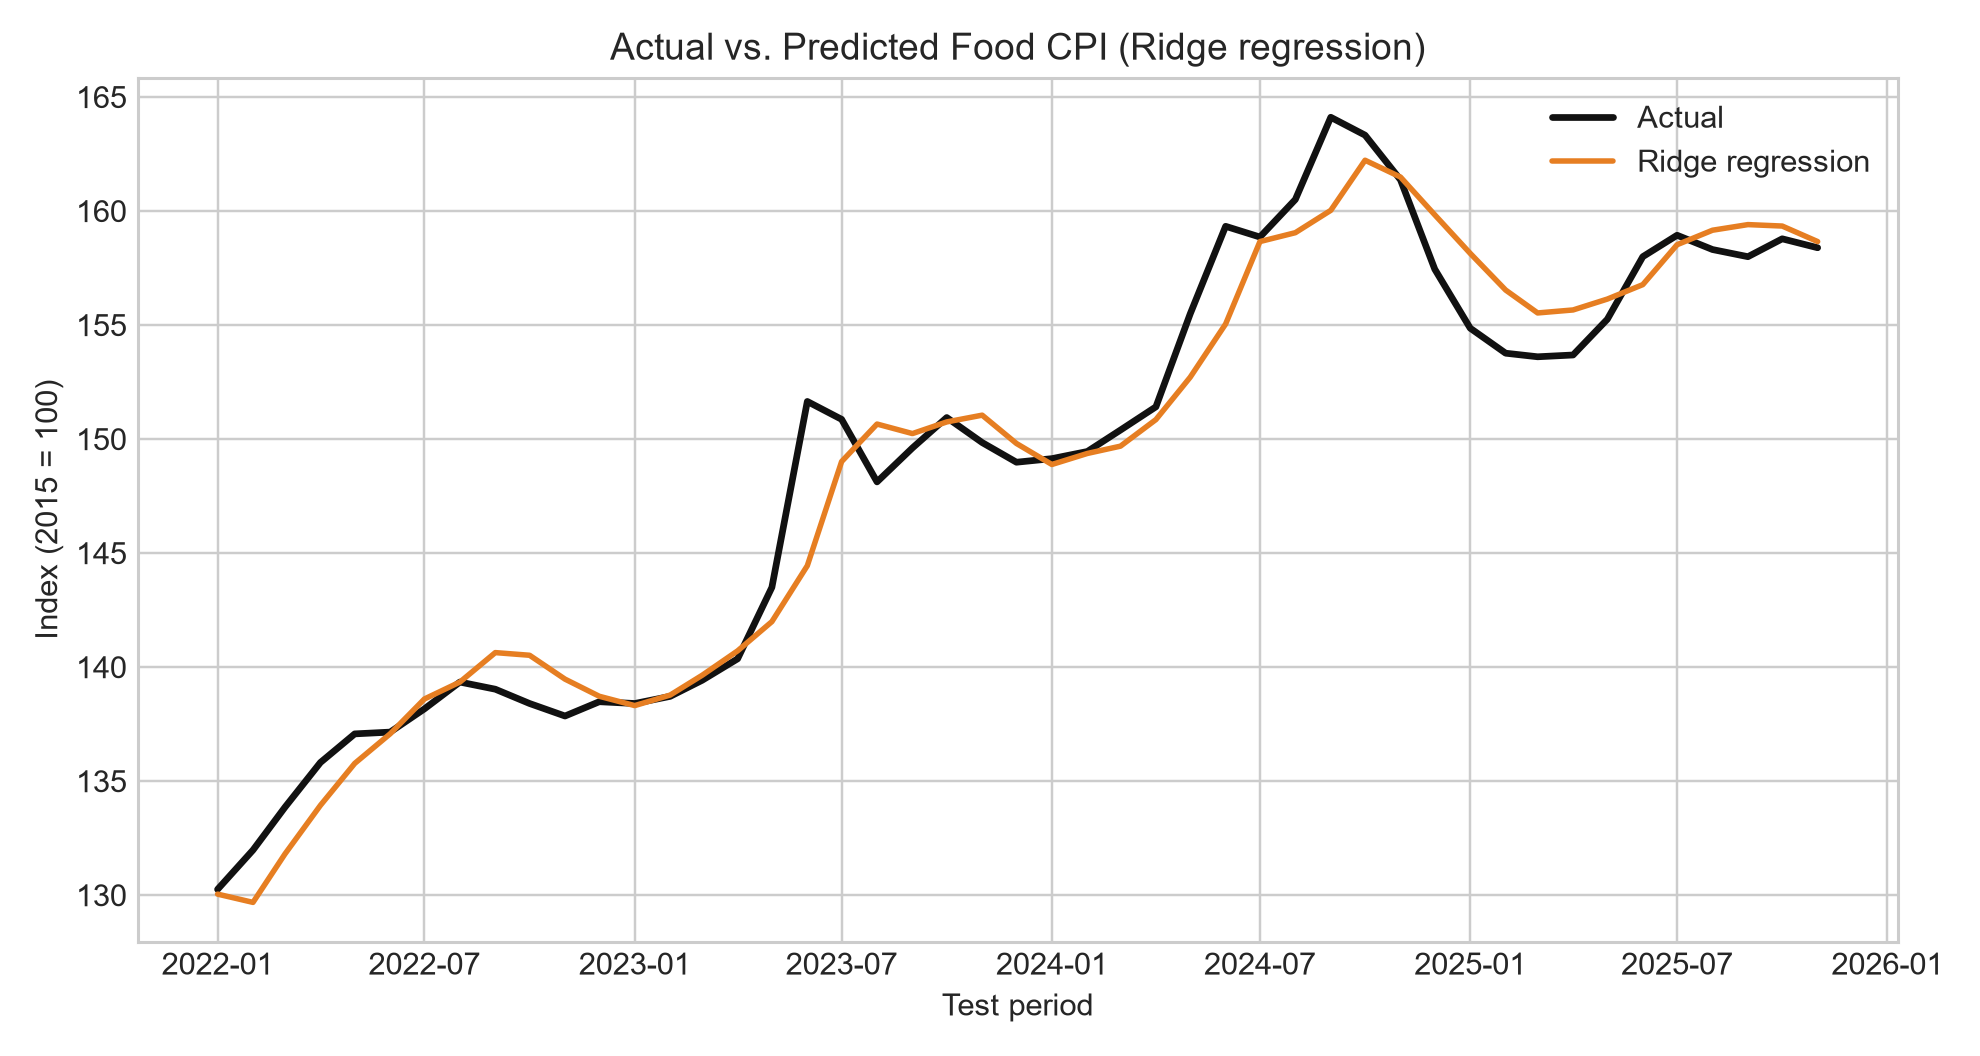 Actual vs. Predicted Food CPI (Ridge regression)
Actual
Ridge regression
Index (2015 = 100)
165
160
155
150
145
140
135
130
2022-01 2022-07 2023-01 2023-07 2024-01 2024-07 2025-01 2025-07 2026-01
Test period